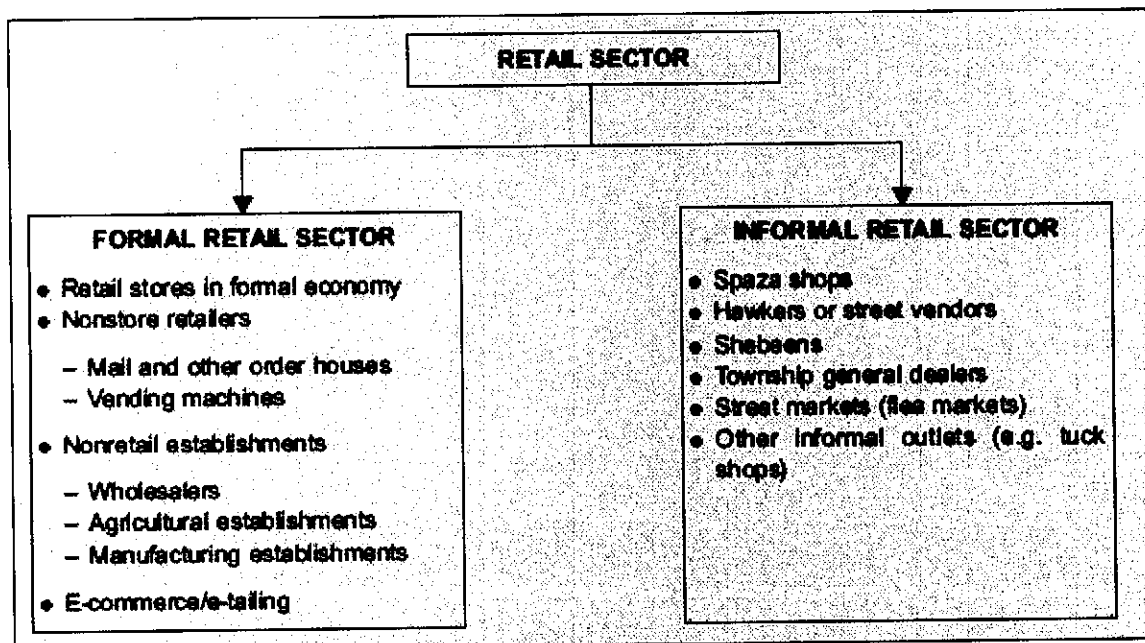 RETAIL SECTOR
FORMAL RETAIL SECTOR
● Retail stores in formal economy
● Nonstore retailers
– Mail and other order houses
– Vending machines
● Nonretail establishments
– Wholesalers
– Agricultural establishments
– Manufacturing establishments
● E-commerce/e-tailing
INFORMAL RETAIL SECTOR
● Spaza shops
● Hawkers or street vendors
● Shebeens
● Township general dealers
● Street markets (flea markets)
● Other informal outlets (e.g. tuck
shops)